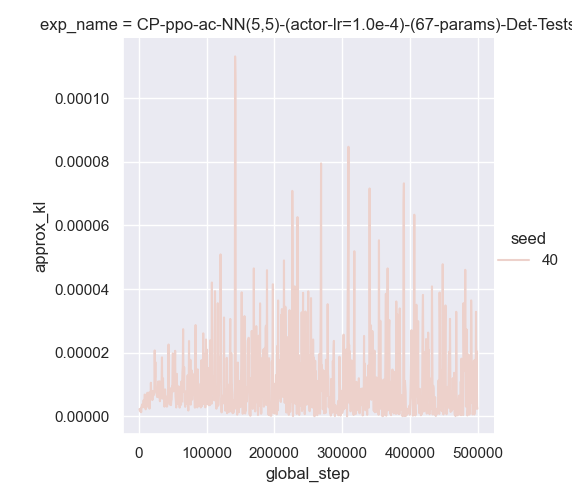 exp_name = CP-ppo-ac-NN(5,5)-(actor-lr=1.0e-4)-(67-params)-Det-Tests
0.00010
0.00008
0.00006
0.00004
0.00002
0.00000
approx_kl
0 100000 200000 300000 400000 500000
global_step
seed
40